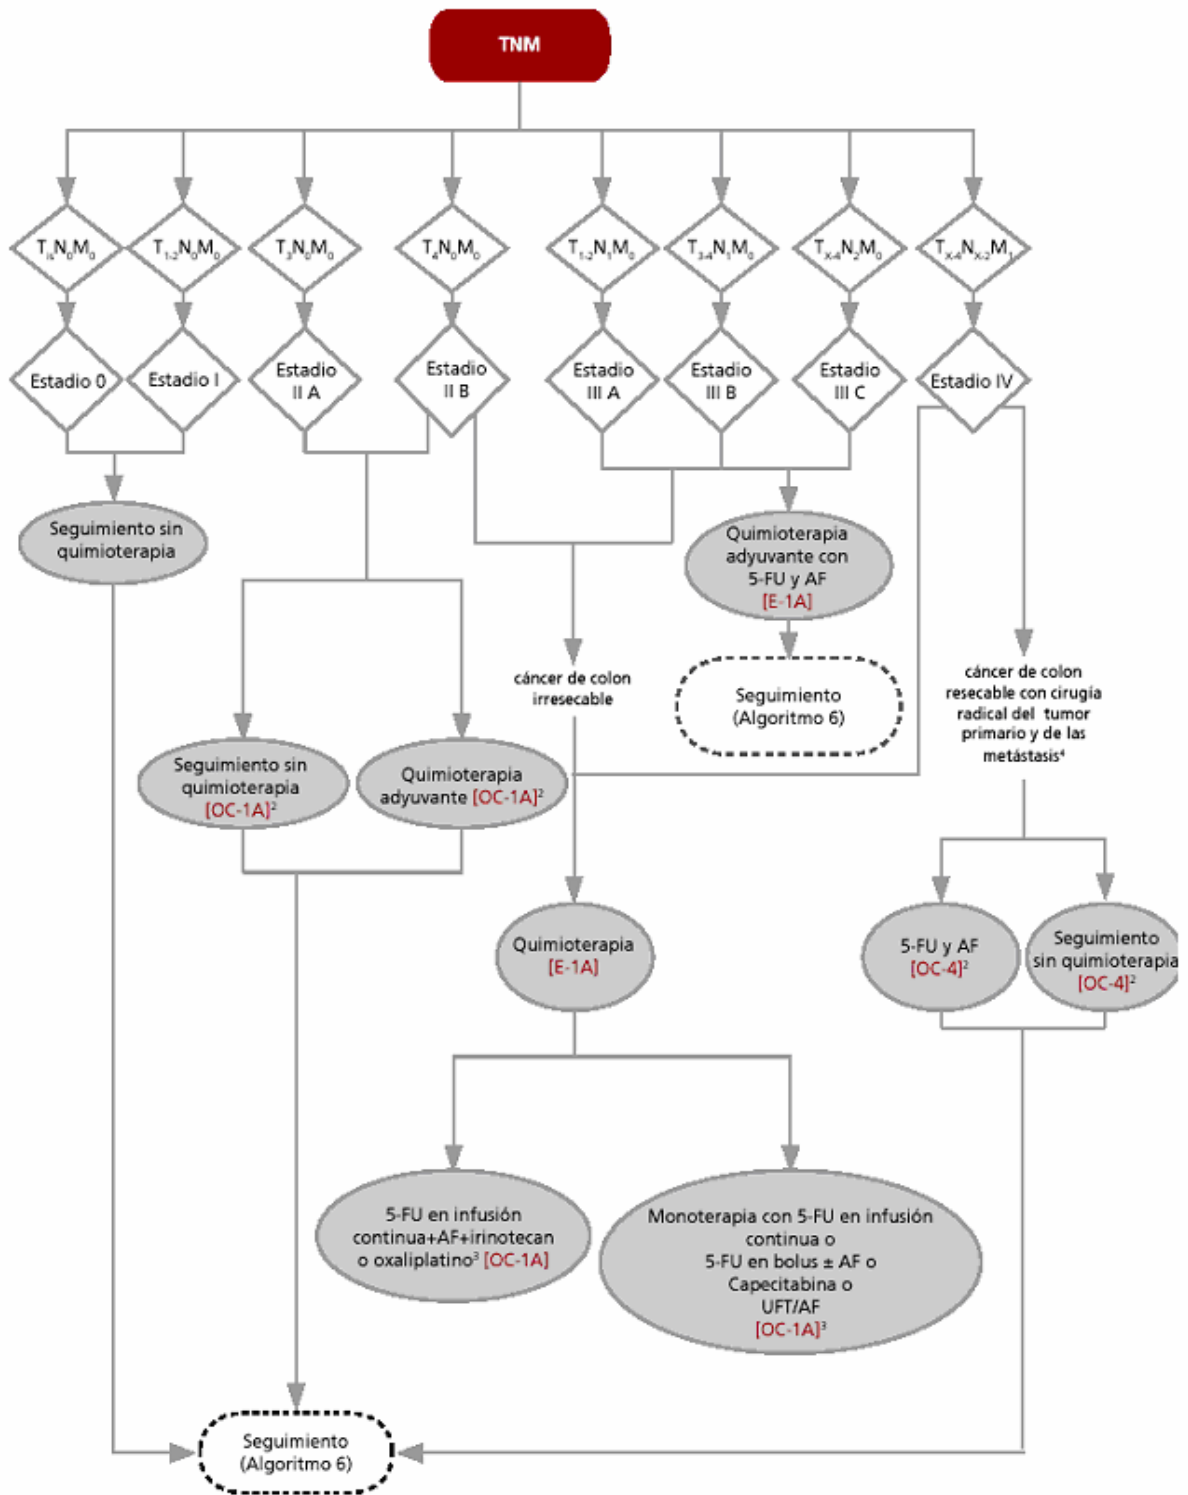 TNM
TisN0M0
T1-2N0M0
T3N0M0
T4N0M0
T1-2N1M0
T3-4N1M0
Tx-4N2M0
Tx-4Nx-2M1
Estadio 0
Estadio I
Estadio
II A
Estadio
II B
Estadio
III A
Estadio
III B
Estadio
III C
Estadio IV
Seguimiento sin
quimioterapia
Quimioterapia
adyuvante con
5-FU y AF
[E-1A]
cáncer de colon
irresecable
Seguimiento
(Algoritmo 6)
cáncer de colon
resecable con cirugía
radical del tumor
primario y de las
metástasis⁴
Seguimiento sin
quimioterapia
[OC-1A]²
Quimioterapia
adyuvante [OC-1A]²
Quimioterapia
[E-1A]
5-FU y AF
[OC-4]²
Seguimiento
sin quimioterapia
[OC-4]²
5-FU en infusión
continua+AF+irinotecan
o oxaliplatino³ [OC-1A]
Monoterapia con 5-FU en infusión
continua o
5-FU en bolus ± AF o
Capecitabina o
UFT/AF
[OC-1A]³
Seguimiento
(Algoritmo 6)